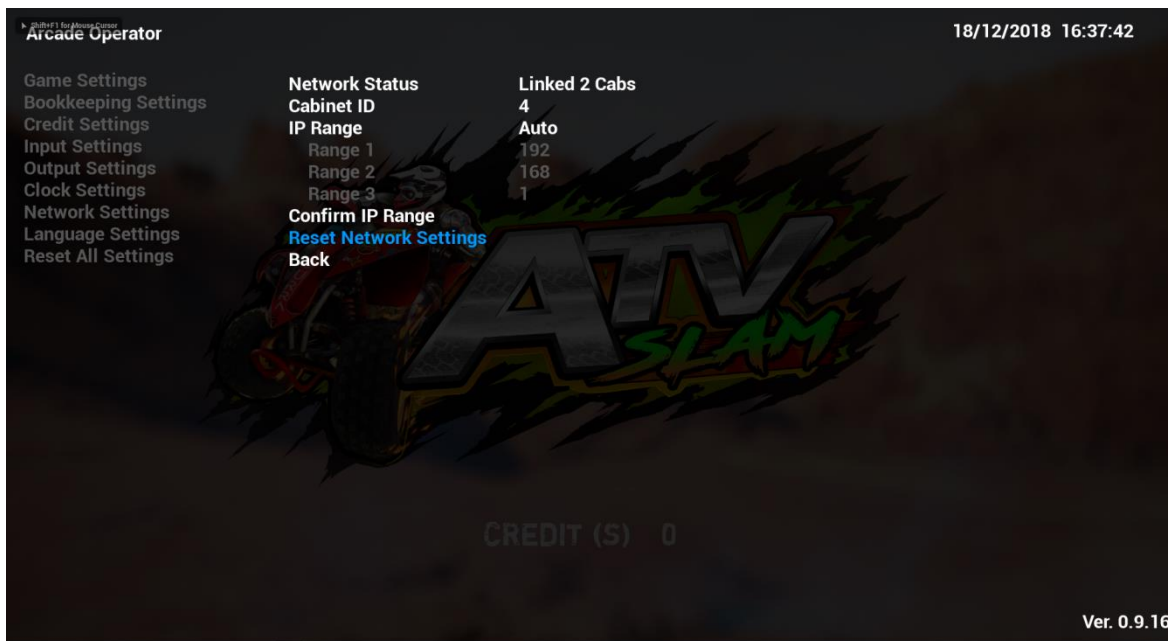 Shift+F1 for Mouse Cursor
Arcade Operator
18/12/2018 16:37:42
Game Settings
Bookkeeping Settings
Credit Settings
Input Settings
Output Settings
Clock Settings
Network Settings
Language Settings
Reset All Settings
Network Status Linked 2 Cabs
Cabinet ID 4
IP Range Auto
Range 1 192
Range 2 168
Range 3 1
Confirm IP Range
Reset Network Settings
Back
ATV
SLAM
CREDIT (S) 0
Ver. 0.9.16